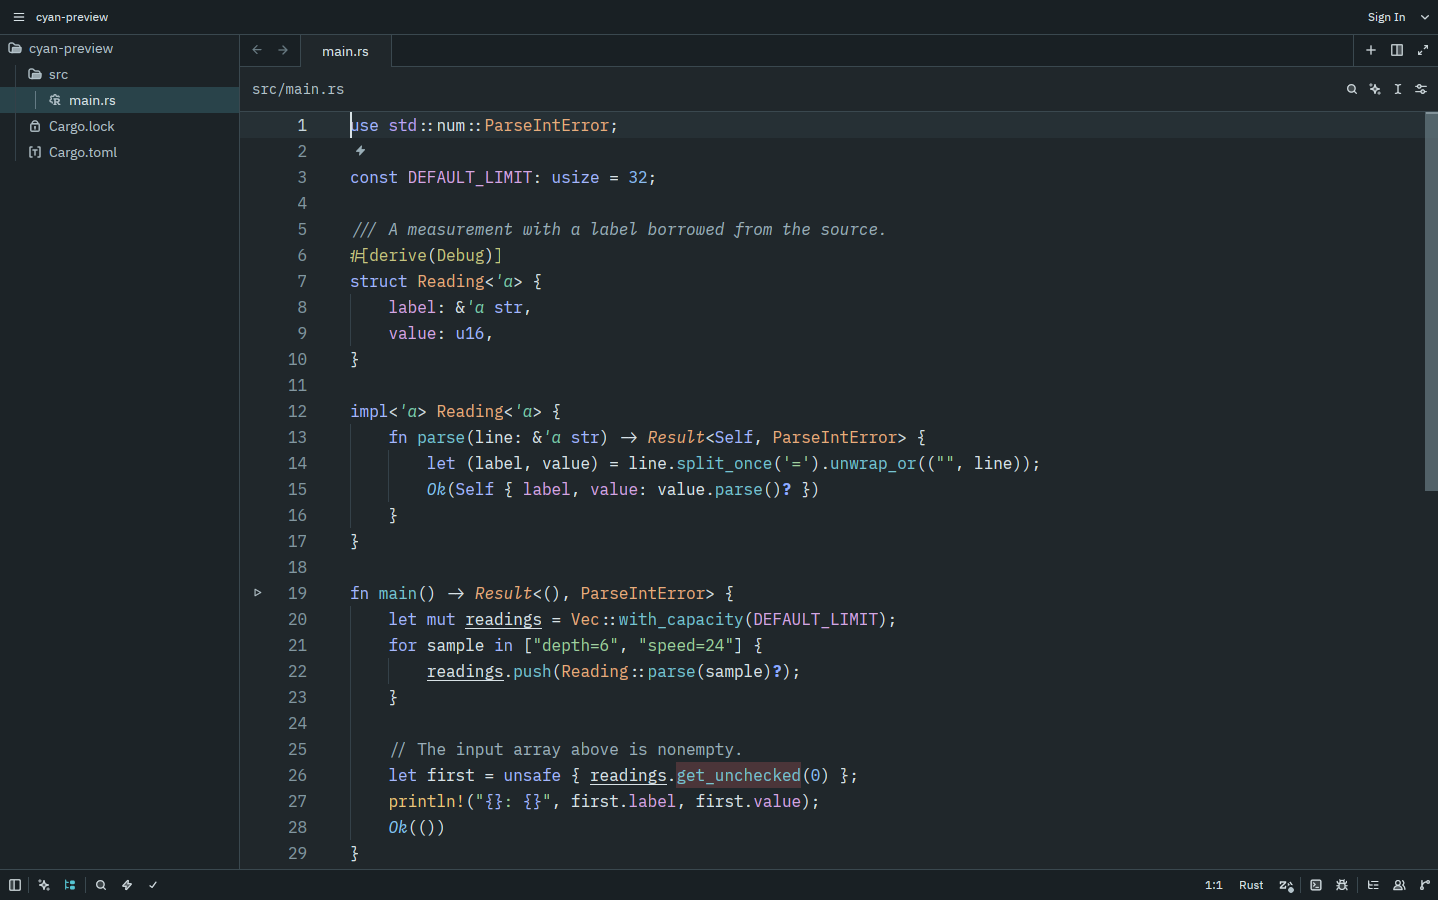 cyan-preview
Sign In
cyan-preview
src
main.rs
Cargo.lock
Cargo.toml
main.rs
src/main.rs
1 use std::num::ParseIntError;
2
3 const DEFAULT_LIMIT: usize = 32;
4
5 /// A measurement with a label borrowed from the source.
6 #[derive(Debug)]
7 struct Reading<'a> {
8     label: &'a str,
9     value: u16,
10 }
11
12 impl<'a> Reading<'a> {
13     fn parse(line: &'a str) -> Result<Self, ParseIntError> {
14         let (label, value) = line.split_once('=').unwrap_or(("", line));
15         Ok(Self { label, value: value.parse()? })
16     }
17 }
18
19 fn main() -> Result<(), ParseIntError> {
20     let mut readings = Vec::with_capacity(DEFAULT_LIMIT);
21     for sample in ["depth=6", "speed=24"] {
22         readings.push(Reading::parse(sample)?);
23     }
24
25     // The input array above is nonempty.
26     let first = unsafe { readings.get_unchecked(0) };
27     println!("{}: {}", first.label, first.value);
28     Ok(())
29 }
1:1
Rust